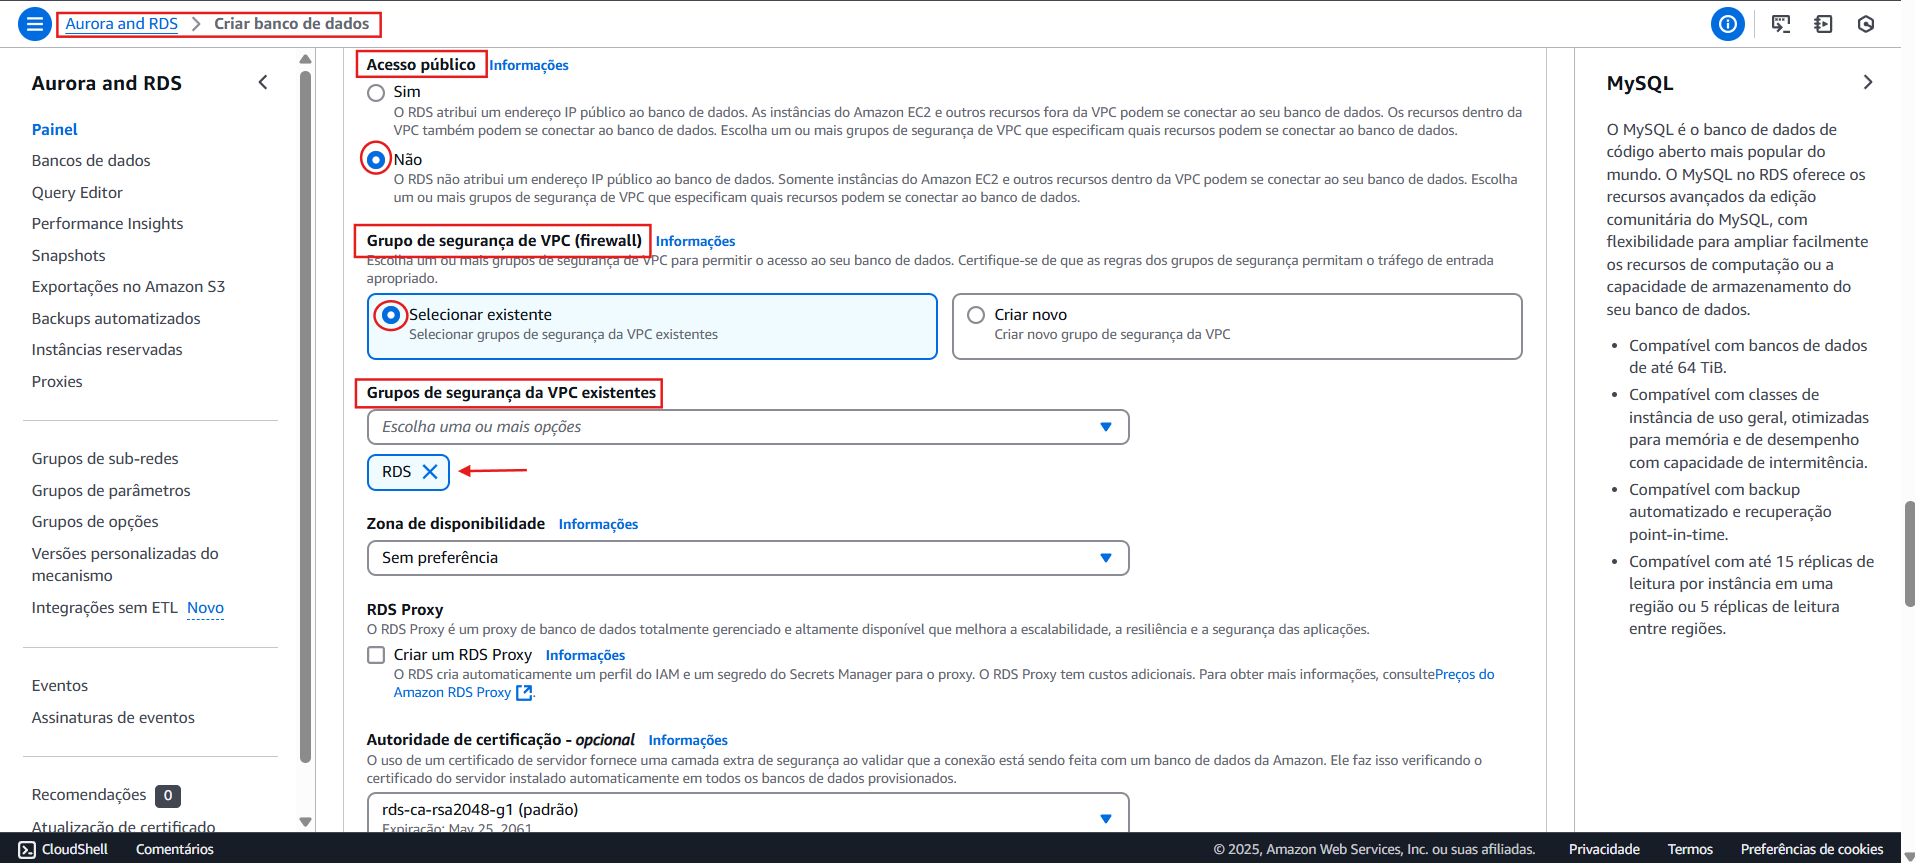 Aurora and RDS > Criar banco de dados
Aurora and RDS
Painel
Bancos de dados
Query Editor
Performance Insights
Snapshots
Exportações no Amazon S3
Backups automatizados
Instâncias reservadas
Proxies
Grupos de sub-redes
Grupos de parâmetros
Grupos de opções
Versões personalizadas do
mecanismo
Integrações sem ETL Novo
Eventos
Assinaturas de eventos
Recomendações 0
Atualização de certificado
Acesso público Informações
Sim
O RDS atribui um endereço IP público ao banco de dados. As instâncias do Amazon EC2 e outros recursos fora da VPC podem se conectar ao seu banco de dados. Os recursos dentro da
VPC também podem se conectar ao banco de dados. Escolha um ou mais grupos de segurança de VPC que especificam quais recursos podem se conectar ao banco de dados.
Não
O RDS não atribui um endereço IP público ao banco de dados. Somente instâncias do Amazon EC2 e outros recursos dentro da VPC podem se conectar ao seu banco de dados. Escolha
um ou mais grupos de segurança de VPC que especificam quais recursos podem se conectar ao banco de dados.
Grupo de segurança de VPC (firewall) Informações
Escolha um ou mais grupos de segurança de VPC para permitir o acesso ao seu banco de dados. Certifique-se de que as regras dos grupos de segurança permitam o tráfego de entrada
apropriado.
Selecionar existente
Selecionar grupos de segurança da VPC existentes
Criar novo
Criar novo grupo de segurança da VPC
Grupos de segurança da VPC existentes
Escolha uma ou mais opções
RDS
Zona de disponibilidade Informações
Sem preferência
RDS Proxy
O RDS Proxy é um proxy de banco de dados totalmente gerenciado e altamente disponível que melhora a escalabilidade, a resiliência e a segurança das aplicações.
Criar um RDS Proxy Informações
O RDS cria automaticamente um perfil do IAM e um segredo do Secrets Manager para o proxy. O RDS Proxy tem custos adicionais. Para obter mais informações, consultePreços do
Amazon RDS Proxy.
Autoridade de certificação - opcional Informações
O uso de um certificado de servidor fornece uma camada extra de segurança ao validar que a conexão está sendo feita com um banco de dados da Amazon. Ele faz isso verificando o
certificado do servidor instalado automaticamente em todos os bancos de dados provisionados.
rds-ca-rsa2048-g1 (padrão)
Expiração: May 25, 2061
MySQL
O MySQL é o banco de dados de
código aberto mais popular do
mundo. O MySQL no RDS oferece os
recursos avançados da edição
comunitária do MySQL, com
flexibilidade para ampliar facilmente
os recursos de computação ou a
capacidade de armazenamento do
seu banco de dados.
• Compatível com bancos de dados
de até 64 TiB.
• Compatível com classes de
instância de uso geral, otimizadas
para memória e de desempenho
com capacidade de intermitência.
• Compatível com backup
automatizado e recuperação
point-in-time.
• Compatível com até 15 réplicas de
leitura por instância em uma
região ou 5 réplicas de leitura
entre regiões.
CloudShell Comentários © 2025, Amazon Web Services, Inc. ou suas afiliadas. Privacidade Termos Preferências de cookies